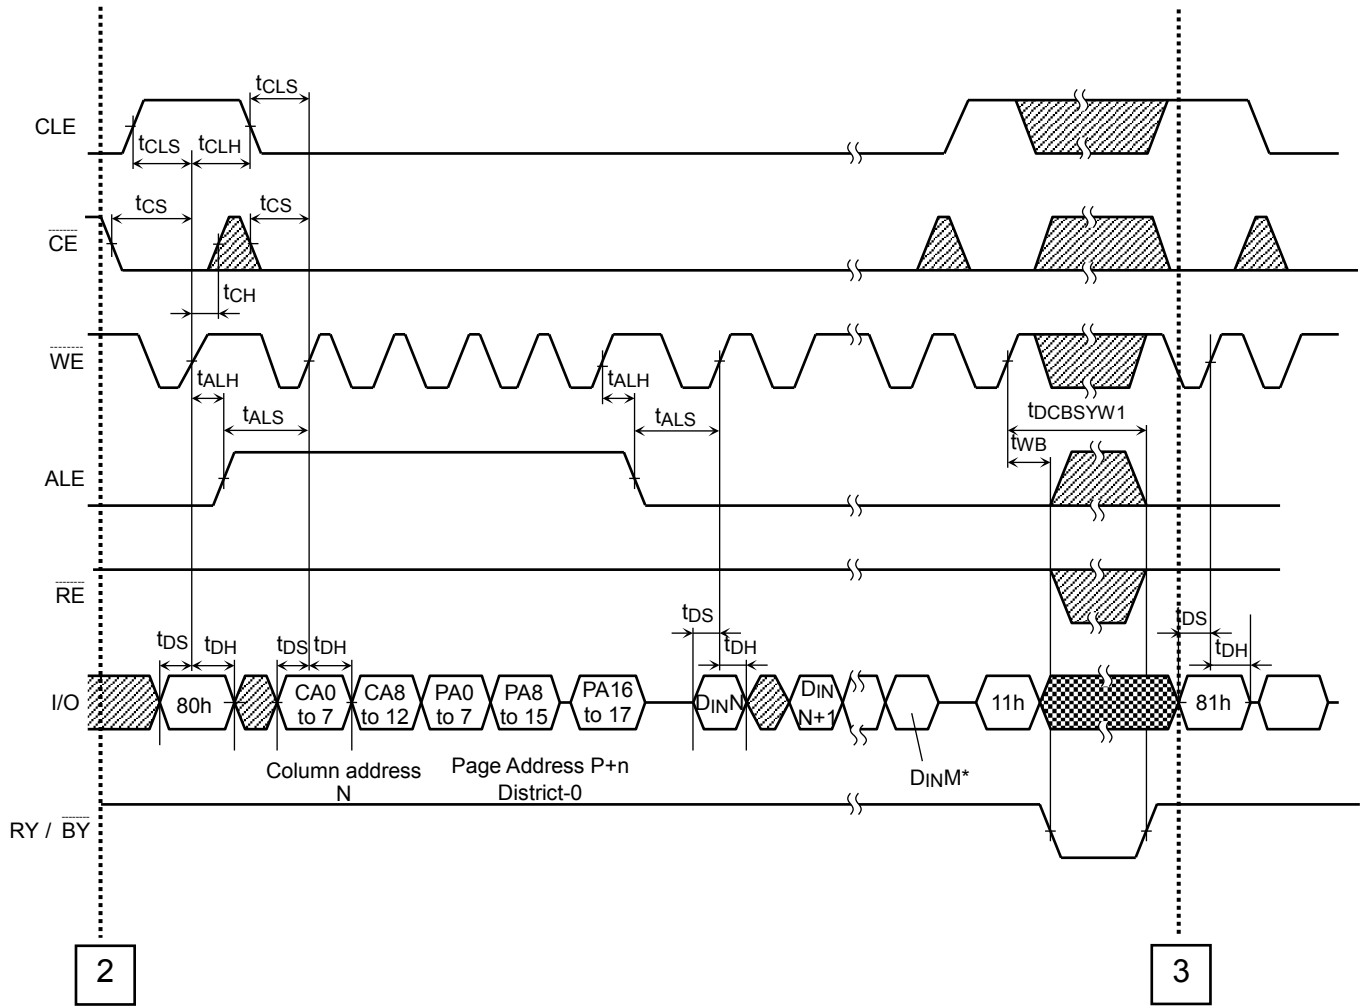 tCLS
CLE
tCLS
tCLH
tCS
tCS
CE
tCH
WE
tALH
tALH
tDCBSYW1
tALS
tALS
tWB
ALE
RE
tDS
tDH
tDS
tDH
tDS
tDH
tDS
tDH
I/O
80h
CA0
to 7
CA8
to 12
PA0
to 7
PA8
to 15
PA16
to 17
DINN
DIN
N+1
11h
81h
Column address
N
Page Address P+n
District-0
DINM*
RY / BY
2
3